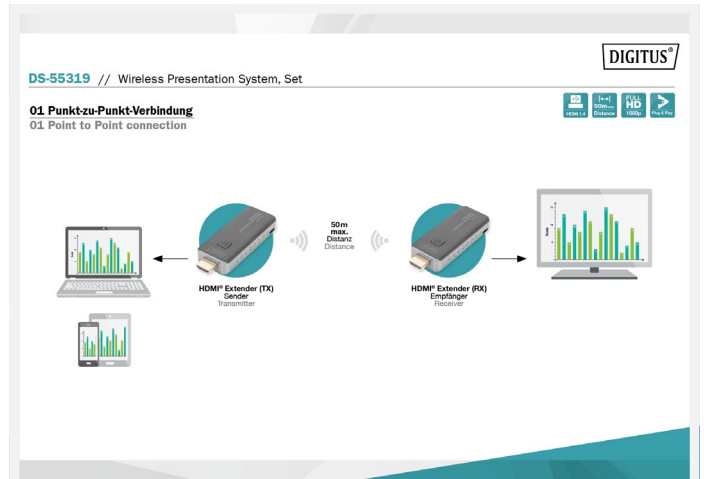 DIGITUS®
DS-55319 // Wireless Presentation System, Set
01 Punkt-zu-Punkt-Verbindung
01 Point to Point connection
HDMI 1.4
50m
Distance
FULL
HD
1080p
Plug & Play
50m
max.
Distanz
Distance
HDMI® Extender (TX)
Sender
Transmitter
HDMI® Extender (RX)
Empfänger
Receiver